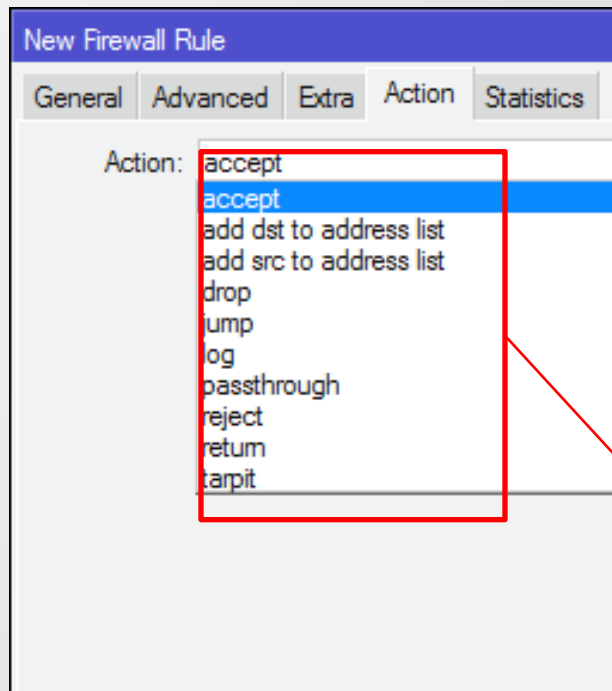 New Firewall Rule
General Advanced Extra Action Statistics
Action: accept
accept
add dst to address list
add src to address list
drop
jump
log
passthrough
reject
return
tarpit